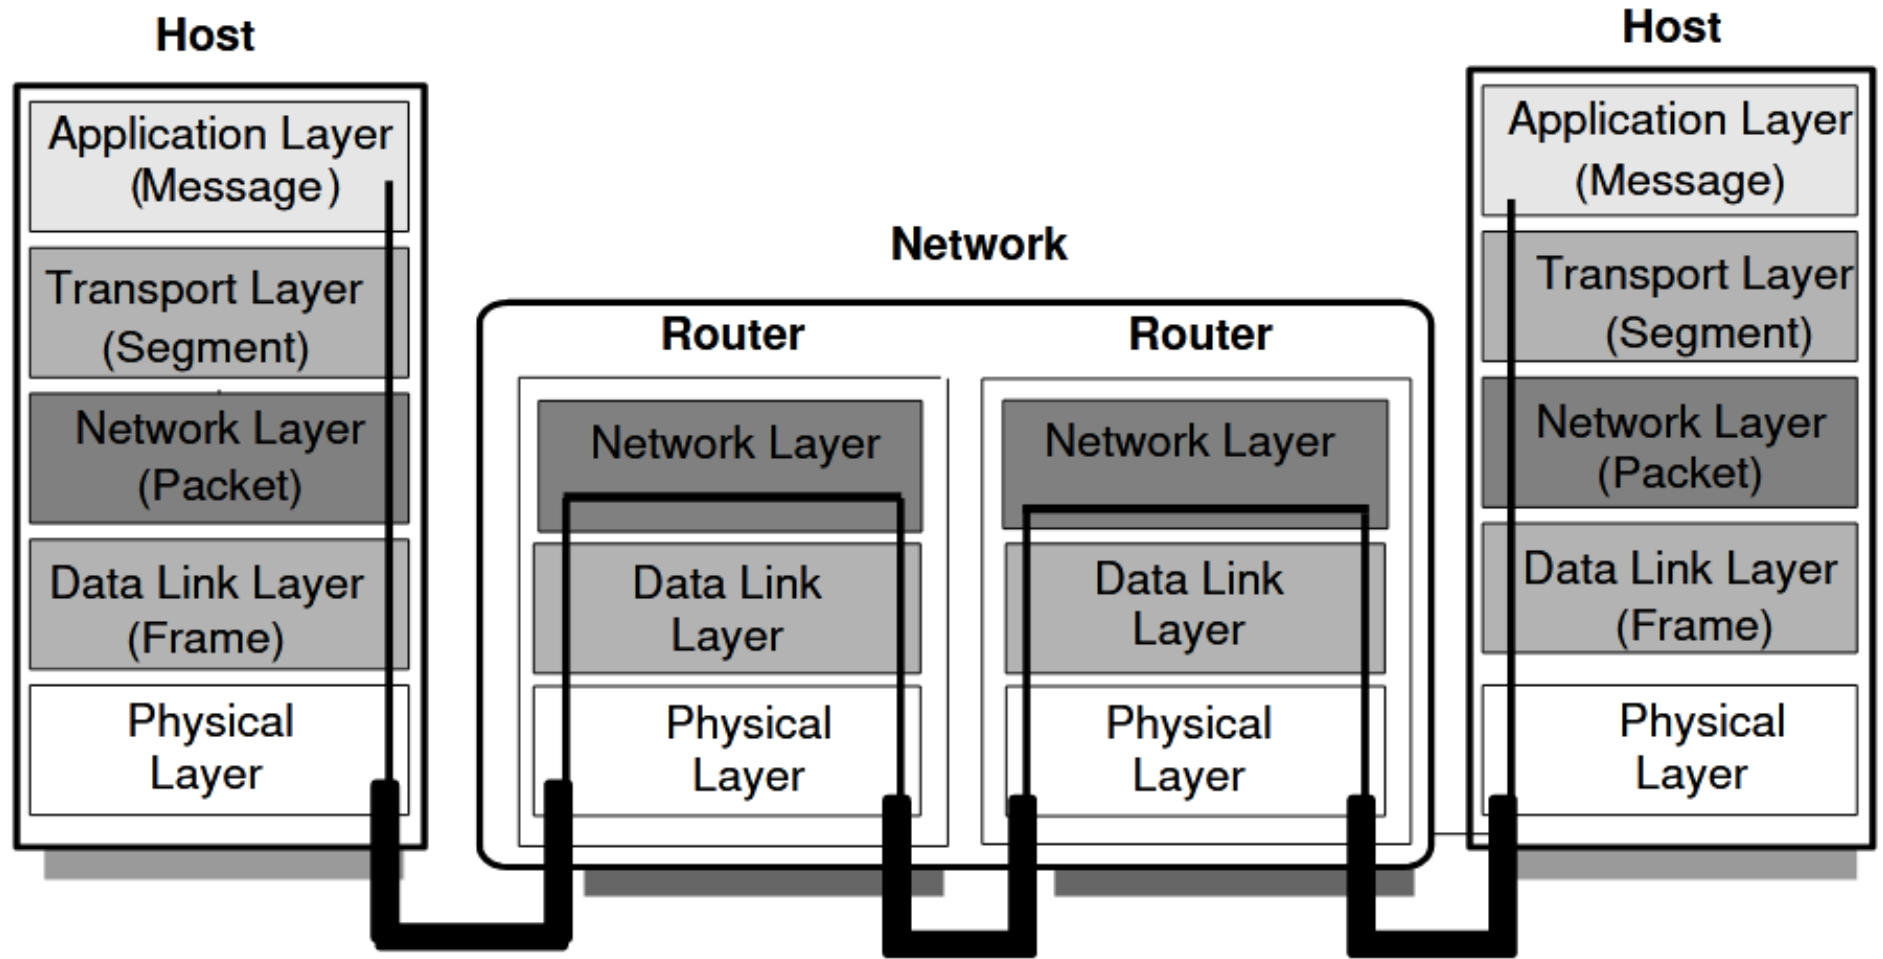 Host
Application Layer
(Message)
Transport Layer
(Segment)
Network Layer
(Packet)
Data Link Layer
(Frame)
Physical
Layer
Network
Router
Network Layer
Data Link
Layer
Physical
Layer
Router
Network Layer
Data Link
Layer
Physical
Layer
Host
Application Layer
(Message)
Transport Layer
(Segment)
Network Layer
(Packet)
Data Link Layer
(Frame)
Physical
Layer